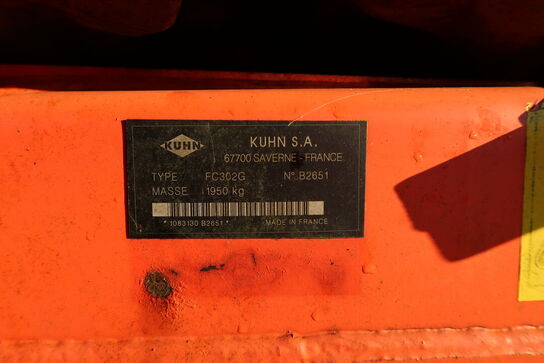 KUHN
KUHN S.A.
67700 SAVERNE - FRANCE
TYPE FC302G N° B2651
MASSE 1950 kg
* 1083130 B2651 * MADE IN FRANCE